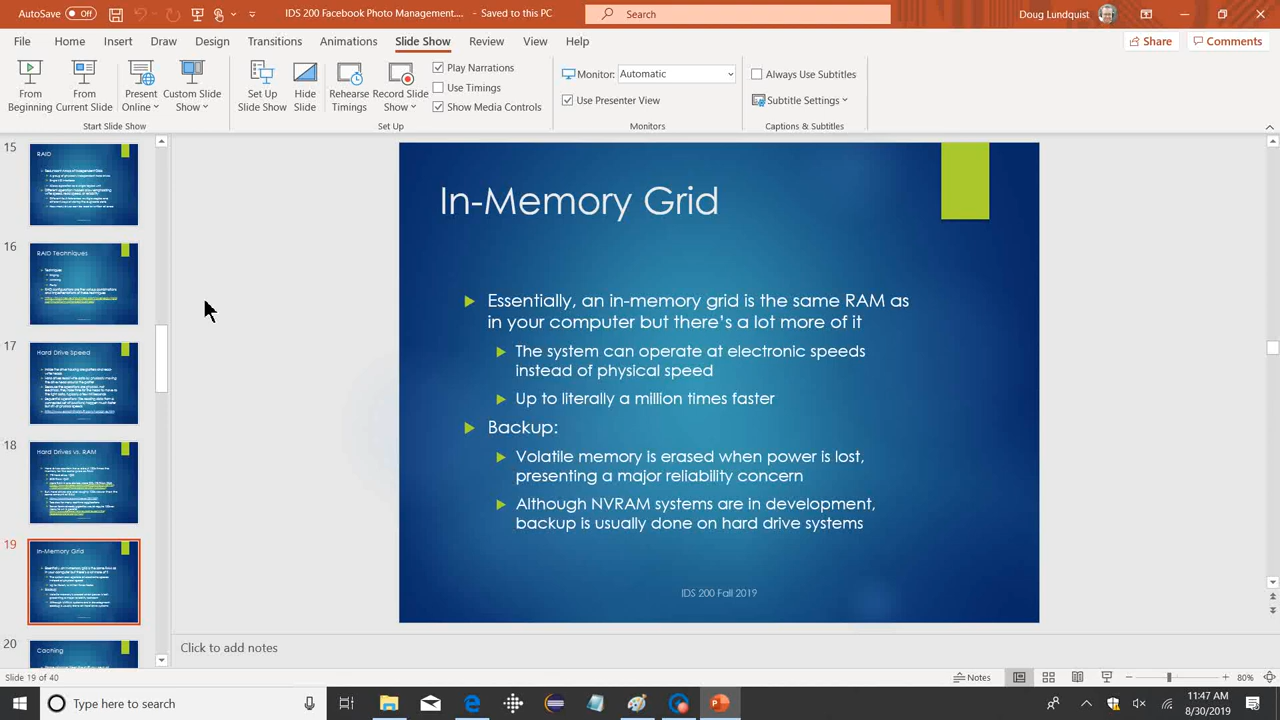 AutoSave Off IDS 200 Facebook Photo Management.... - Saved to this PC Search Doug Lundquist
File Home Insert Draw Design Transitions Animations Slide Show Review View Help Share Comments
From Beginning From Current Slide Present Online Custom Slide Show Set Up Slide Show Hide Slide Rehearse Timings Record Slide Show
Play Narrations
Use Timings
Show Media Controls
Monitor: Automatic
Use Presenter View
Always Use Subtitles
Subtitle Settings
Start Slide Show Set Up Monitors Captions & Subtitles
15
RAID
16
RAID Techniques
17
Hard Drive Speed
18
Hard Drives vs. RAM
19
In-Memory Grid
20
Caching
In-Memory Grid
Essentially, an in-memory grid is the same RAM as
in your computer but there's a lot more of it
The system can operate at electronic speeds
instead of physical speed
Up to literally a million times faster
Backup:
Volatile memory is erased when power is lost,
presenting a major reliability concern
Although NVRAM systems are in development,
backup is usually done on hard drive systems
IDS 200 Fall 2019
Click to add notes
Slide 19 of 40 Notes 80%
Type here to search 11:47 AM
8/30/2019